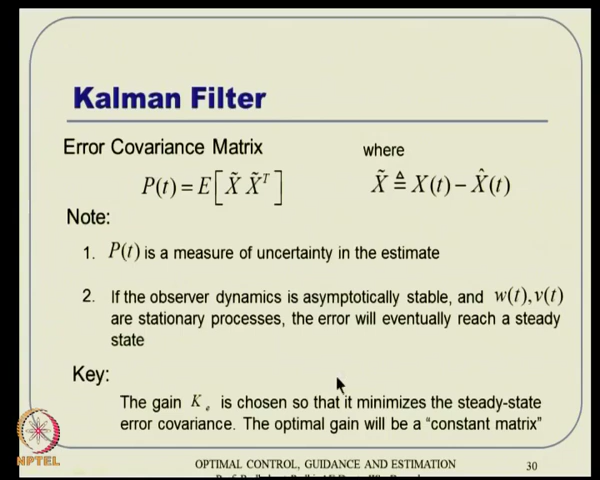 Kalman Filter
Error Covariance Matrix where
P(t) = E[X̃ X̃ᵀ] X̃ ≜ X(t) − X̂(t)
Note:
1. P(t) is a measure of uncertainty in the estimate
2. If the observer dynamics is asymptotically stable, and w(t), v(t)
are stationary processes, the error will eventually reach a steady
state
Key:
The gain Kₑ is chosen so that it minimizes the steady-state
error covariance. The optimal gain will be a "constant matrix"
NPTEL
OPTIMAL CONTROL, GUIDANCE AND ESTIMATION 30